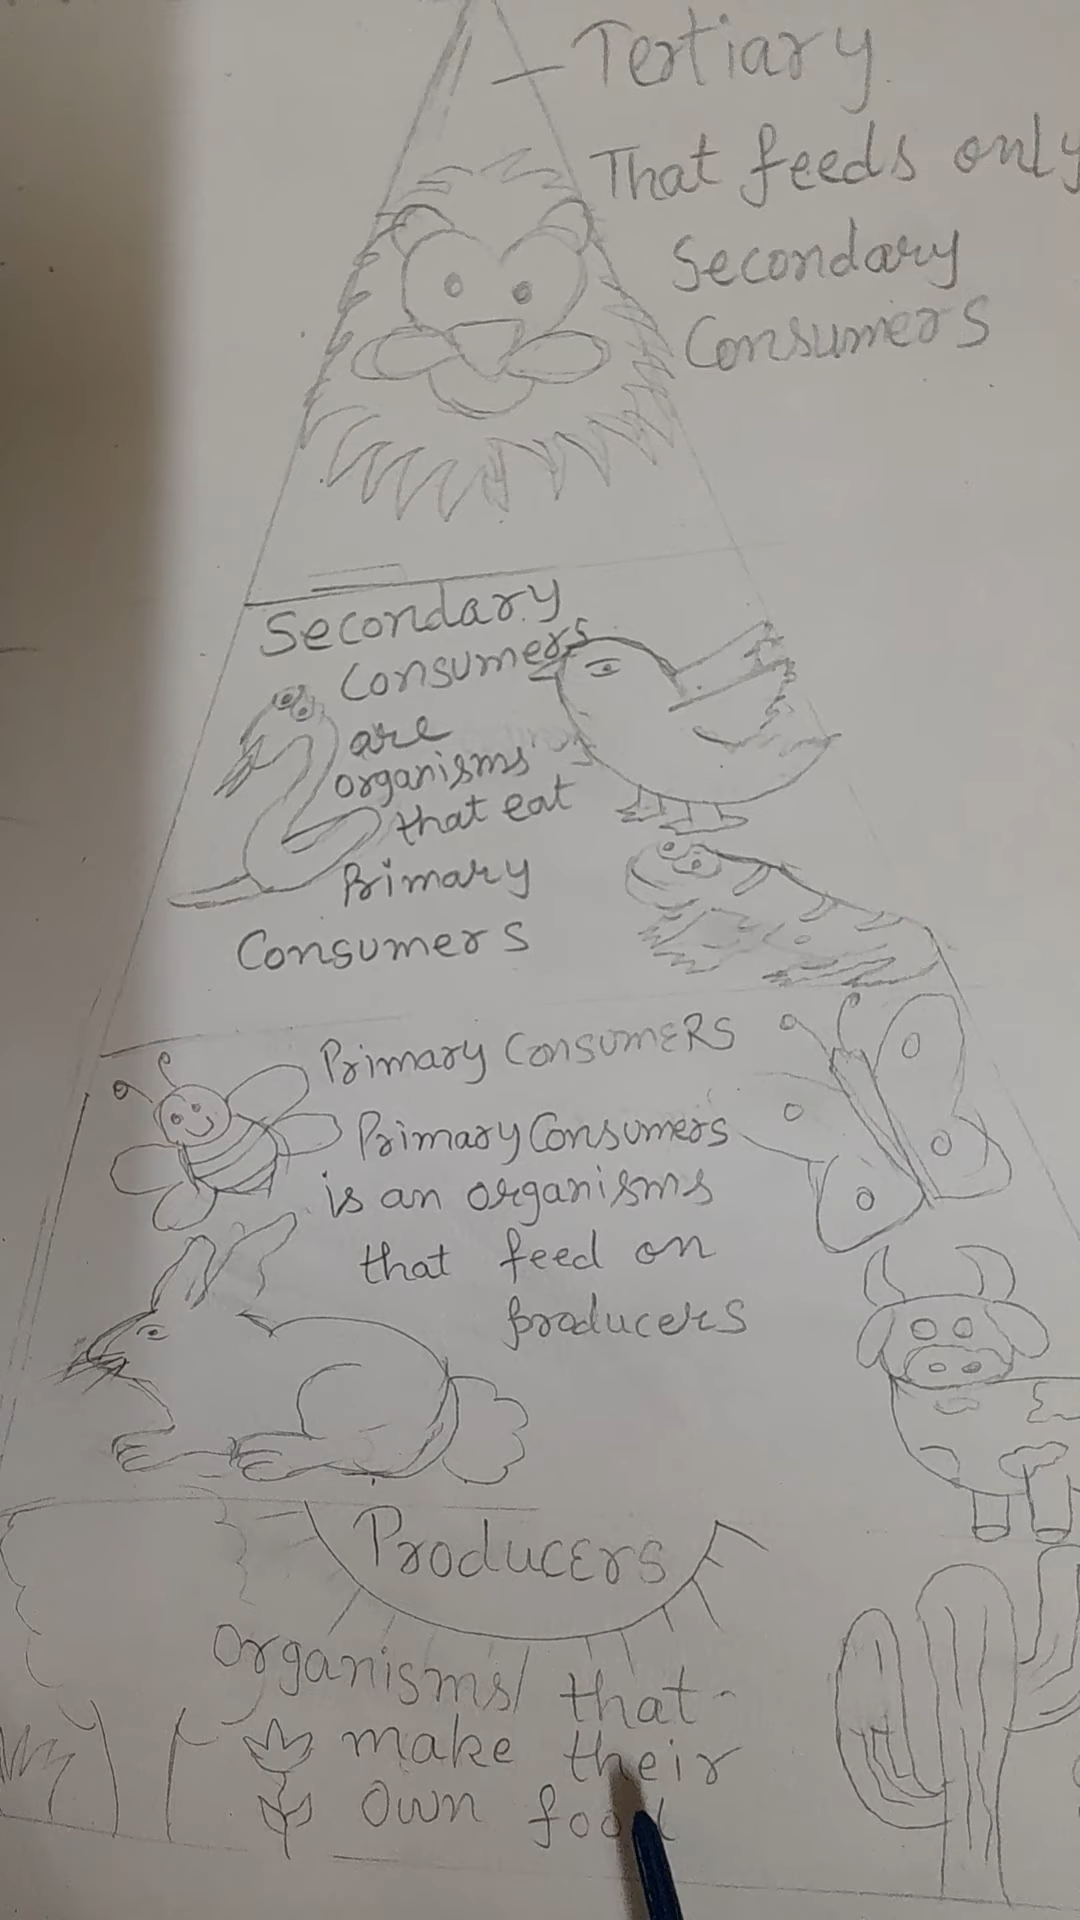 Tertiary
That feeds only
Secondary
Consumers
Secondary
Consumers
are
organisms
that eat
Primary
Consumers
Primary Consumers
Primary Consumers
is an organisms
that feed on
producers
Producers
organisms that
make their
own food